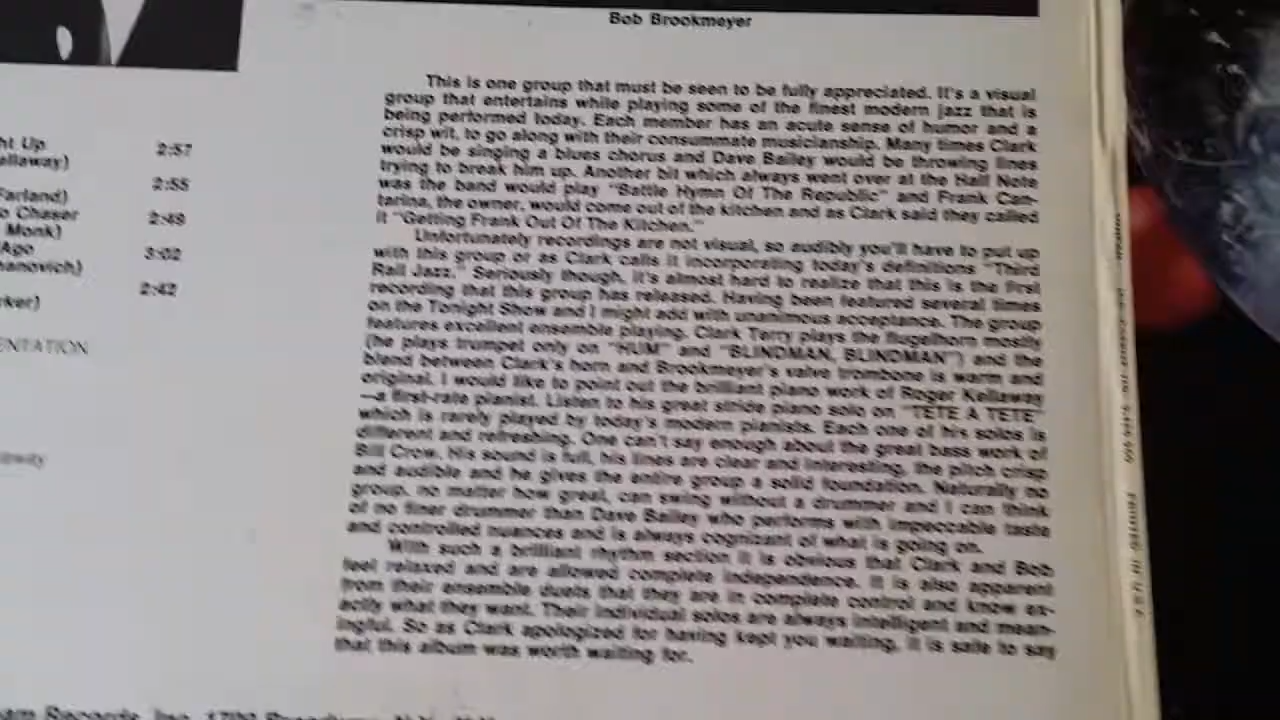 Bob Brookmeyer
ht Up
ellaway)
2:57
2:55
Farland)
o Chaser
2:49
Monk)
Ago
3:02
hanovich)
2:42
rker)
ENTATION
This is one group that must be seen to be fully appreciated. It's a visual
group that entertains while playing some of the finest modern jazz that is
being performed today. Each member has an acute sense of humor and a
crisp wit, to go along with their consummate musicianship. Many times Clark
would be singing a blues chorus and Dave Bailey would be throwing lines
trying to break him up. Another bit which always went over at the Half Note
was the band would play "Battle Hymn Of The Republic" and Frank Can-
tarina, the owner, would come out of the kitchen and as Clark said they called
it "Getting Frank Out Of The Kitchen."
Unfortunately recordings are not visual, so audibly you'll have to put up
with this group or as Clark calls it incorporating today's definitions "Third
Rail Jazz." Seriously though, it's almost hard to realize that this is the first
recording that this group has released. Having been featured several times
on the Tonight Show and I might add with unanimous acceptance. The group
features excellent ensemble playing. Clark Terry plays the flugelhorn mostly
(he plays trumpet only on "HUM" and "BLINDMAN, BLINDMAN") and the
blend between Clark's horn and Brookmeyer's valve trombone is warm and
original. I would like to point out the brilliant piano work of Roger Kellaway
—a first-rate pianist. Listen to his great stride piano solo on "TETE A TETE"
which is rarely played by today's modern pianists. Each one of his solos is
different and refreshing. One can't say enough about the great bass work of
Bill Crow. His sound is full, his lines are clear and interesting, the pitch crisp
and audible and he gives the entire group a solid foundation. Naturally no
group, no matter how great, can swing without a drummer and I can think
of no finer drummer than Dave Bailey who performs with impeccable taste
and controlled nuances and is always cognizant of what is going on.
With such a brilliant rhythm section it is obvious that Clark and Bob
feel relaxed and are allowed complete independence. It is also apparent
from their ensemble duets that they are in complete control and know ex-
actly what they want. Their individual solos are always intelligent and mean-
ingful. So as Clark apologized for having kept you waiting, it is safe to say
that this album was worth waiting for.
Records, Inc.
PRINTED IN U.S.A.